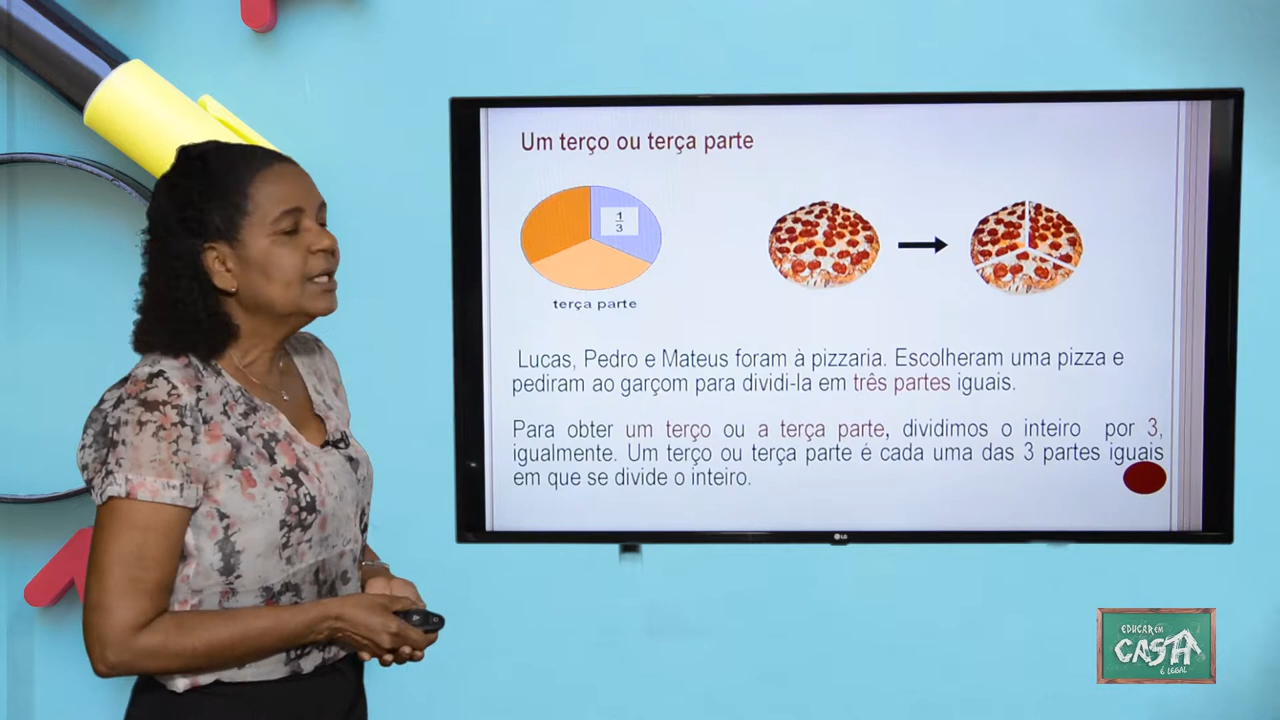 Um terço ou terça parte
1
3
terça parte
Lucas, Pedro e Mateus foram à pizzaria. Escolheram uma pizza e
pediram ao garçom para dividi-la em três partes iguais.
Para obter um terço ou a terça parte, dividimos o inteiro por 3,
igualmente. Um terço ou terça parte é cada uma das 3 partes iguais
em que se divide o inteiro.
LG
EDUCAR EM
CASA
É LEGAL